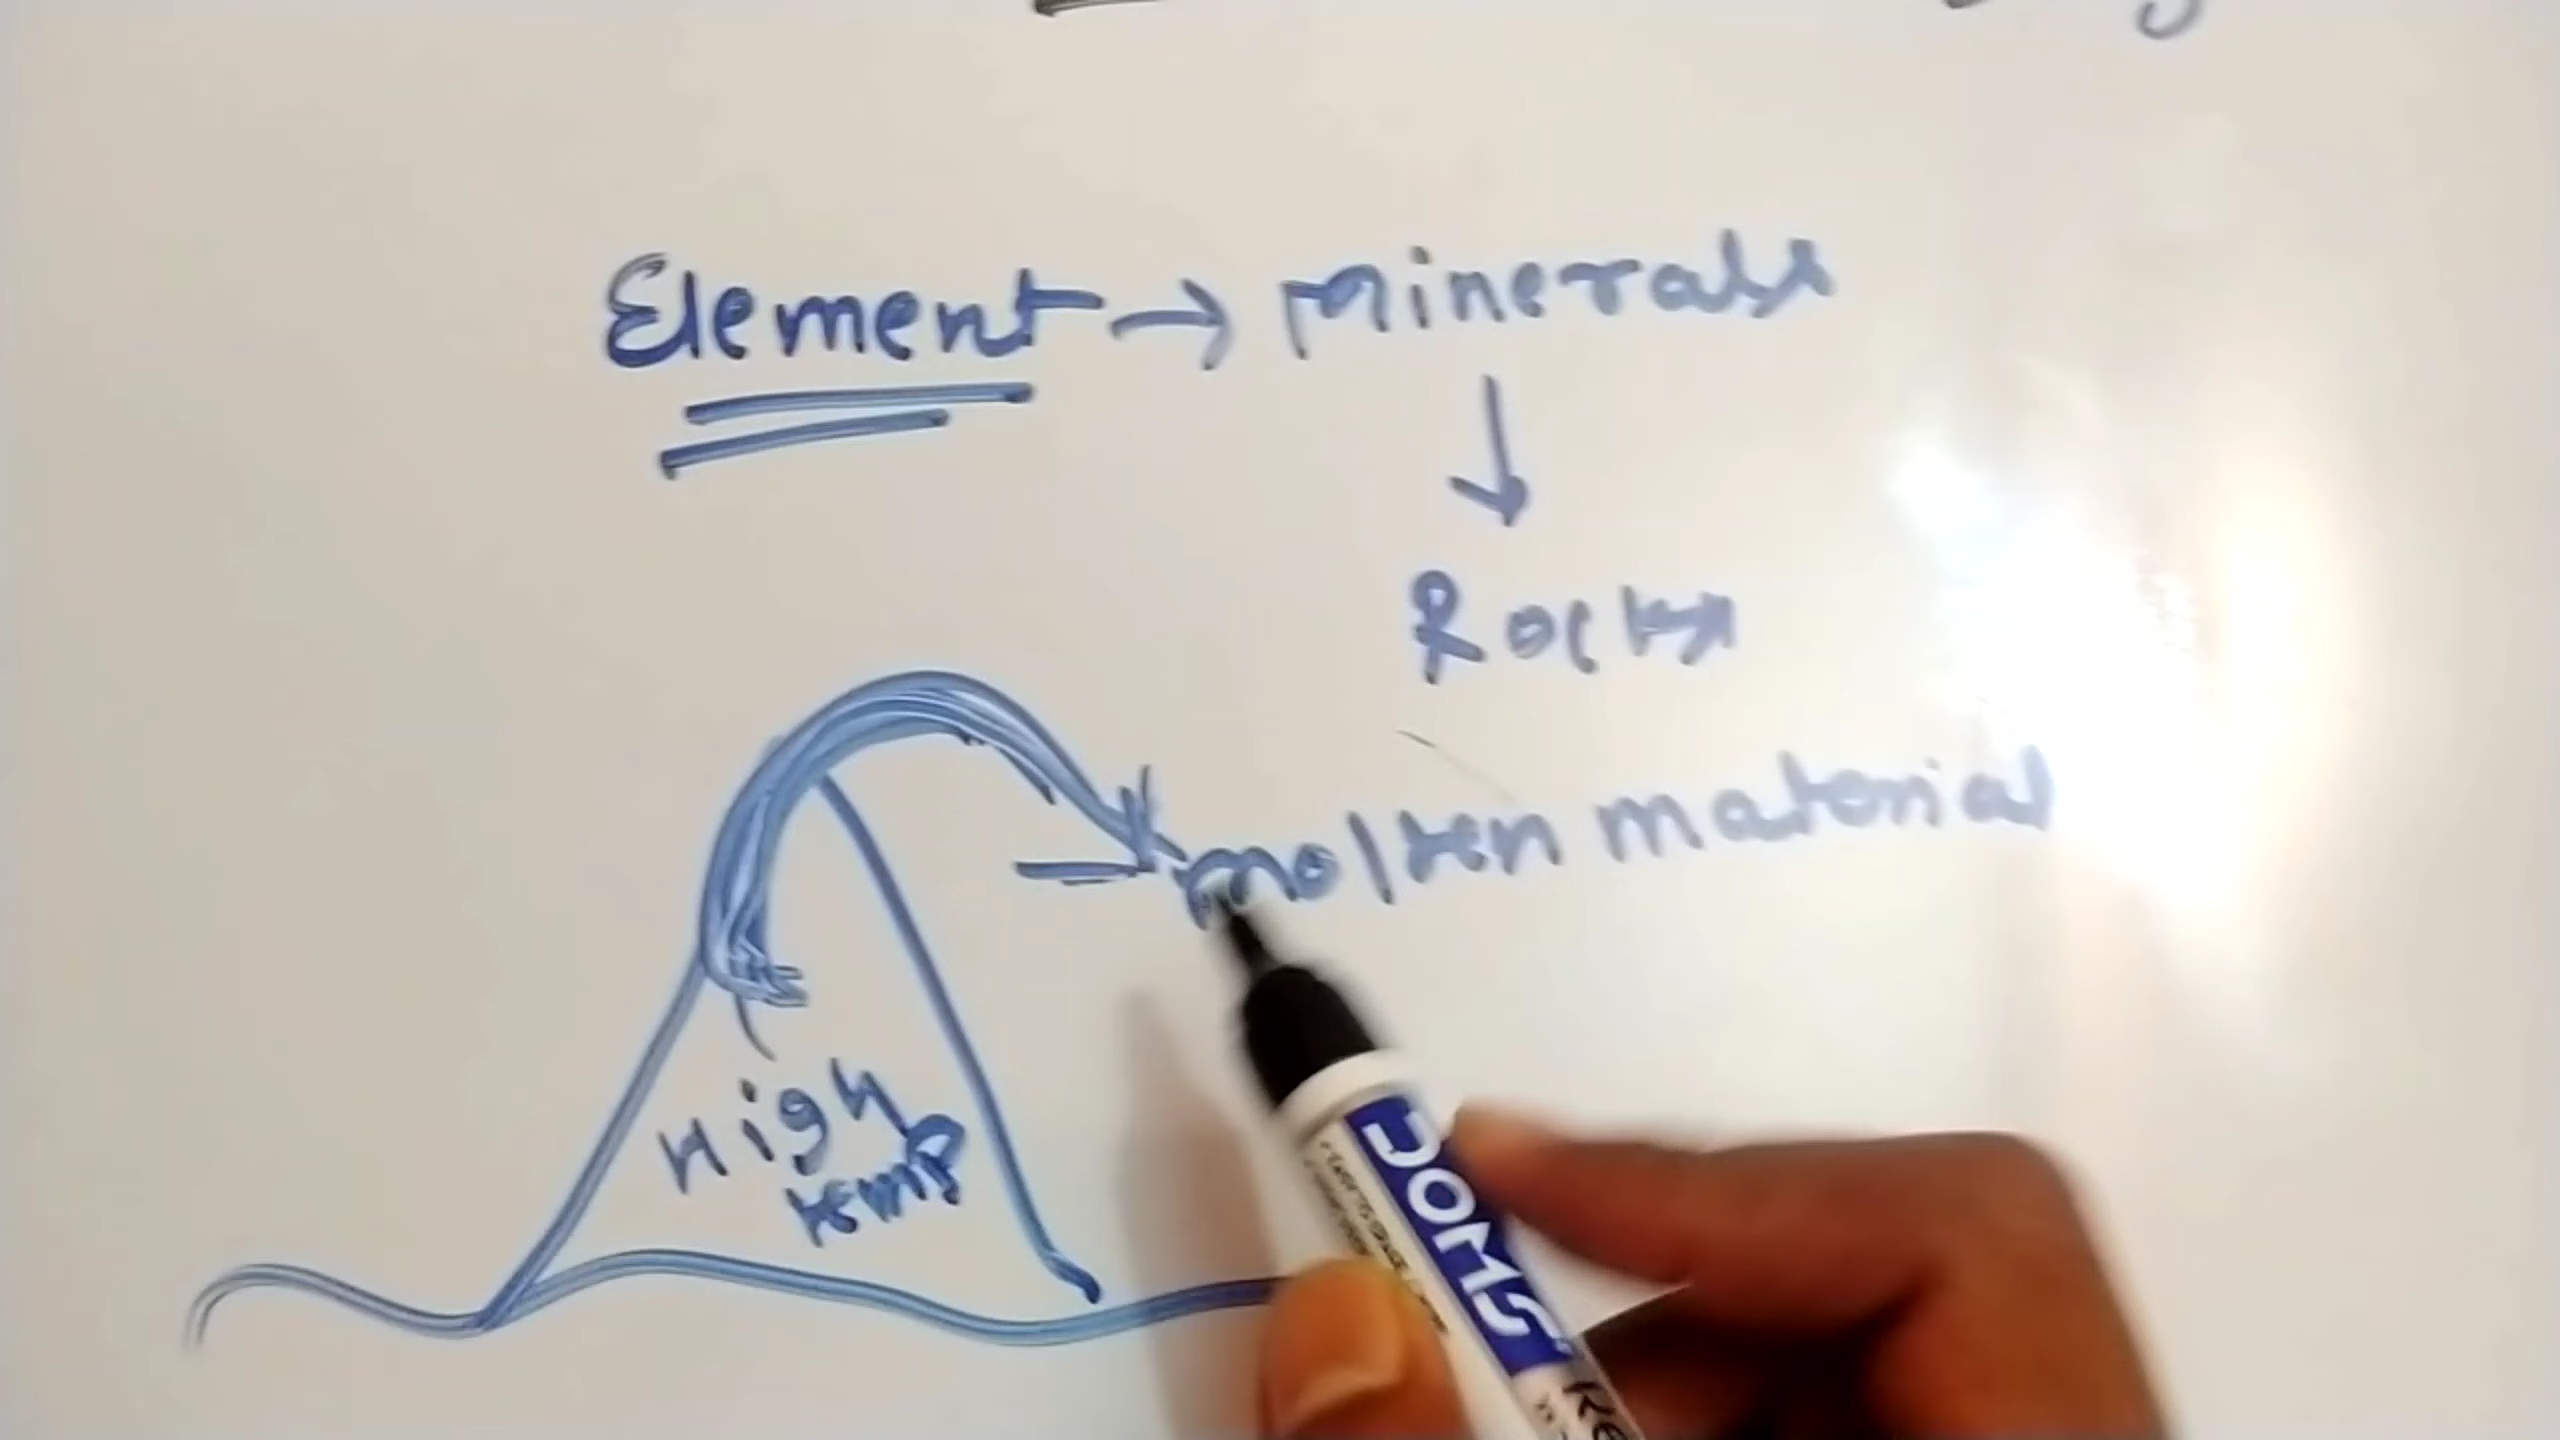 Element → Minerals
↓
Rocks
molten material
High
temp
DOMS